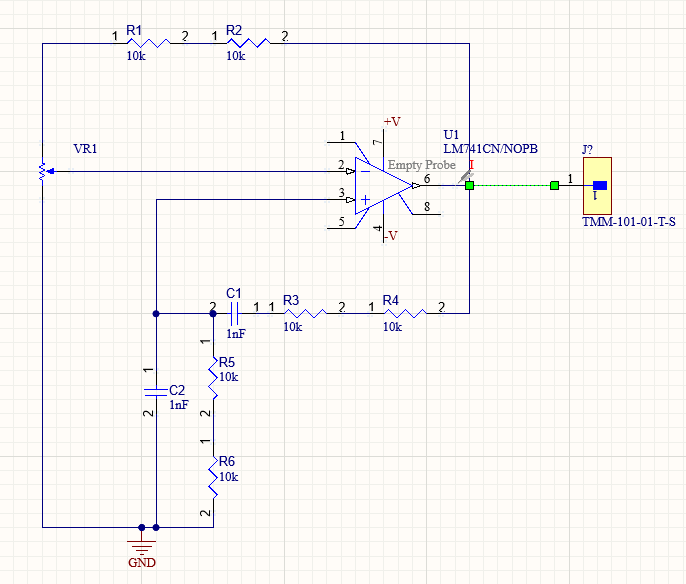 R1
R2
1 2 1 2
10k
10k
+V
U1
LM741CN/NOPB
VR1
J?
1
7
Empty Probe
I
2
−
6
1
1
3
+
TMM-101-01-T-S
5
4
8
-V
C1
R3
R4
2
1 1
2
1
2
1nF
10k
10k
1
R5
10k
1
C2
1nF
2
2
1
R6
10k
2
GND